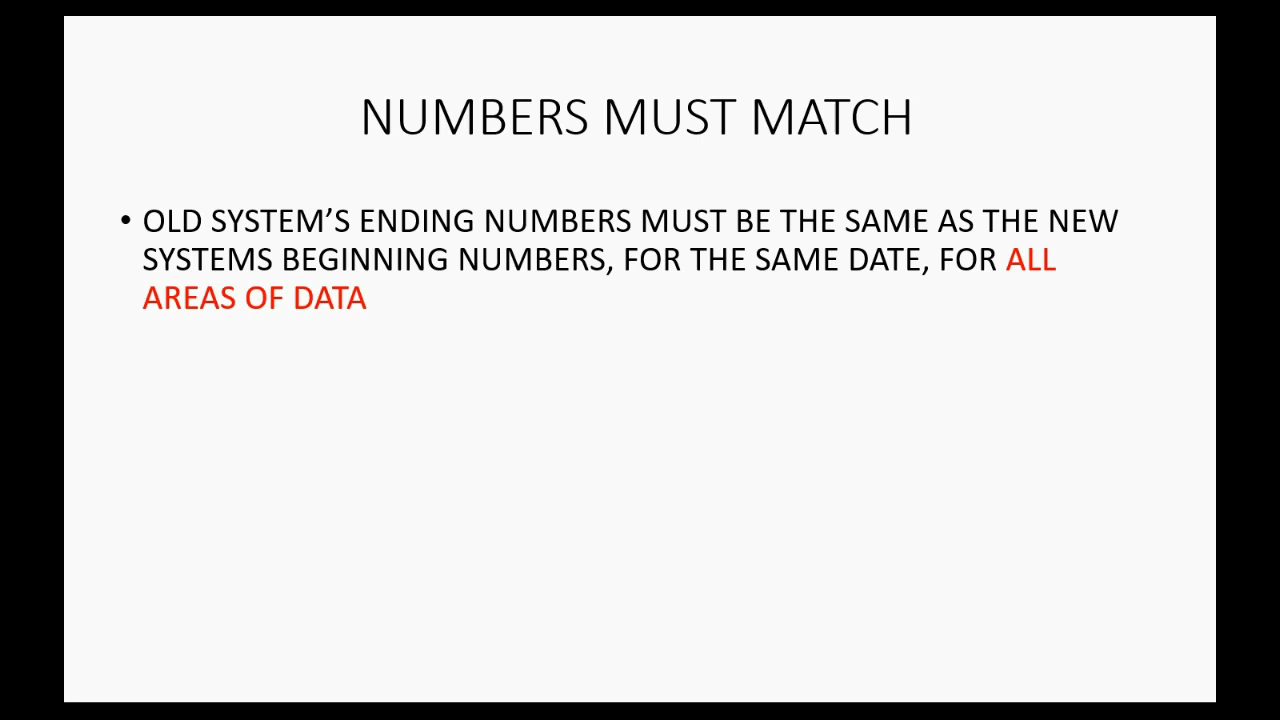 NUMBERS MUST MATCH
• OLD SYSTEM’S ENDING NUMBERS MUST BE THE SAME AS THE NEW
SYSTEMS BEGINNING NUMBERS, FOR THE SAME DATE, FOR ALL
AREAS OF DATA